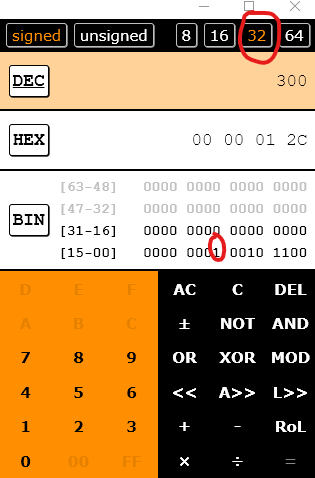 signed unsigned 8 16 32 64
DEC 300
HEX 00 00 01 2C
[63-48] 0000 0000 0000 0000
[47-32] 0000 0000 0000 0000
BIN
[31-16] 0000 0000 0000 0000
[15-00] 0000 0001 0010 1100
D E F AC C DEL
A B C ± NOT AND
7 8 9 OR XOR MOD
4 5 6 << A>> L>>
1 2 3 + - RoL
0 00 FF × ÷ =